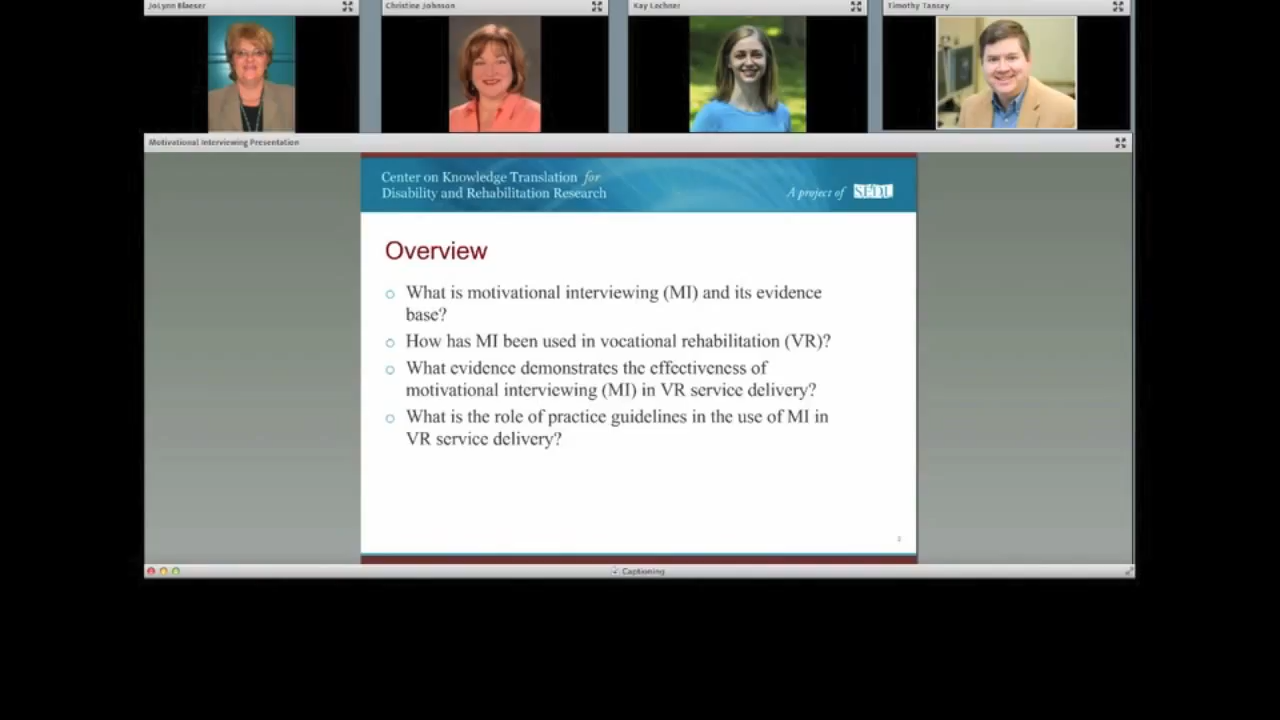 JoLynn Blaeser
Christine Johnson
Kay Lechner
Timothy Tansey
Motivational Interviewing Presentation
Center on Knowledge Translation for
Disability and Rehabilitation Research
A project of SEDL
Overview
What is motivational interviewing (MI) and its evidence
base?
How has MI been used in vocational rehabilitation (VR)?
What evidence demonstrates the effectiveness of
motivational interviewing (MI) in VR service delivery?
What is the role of practice guidelines in the use of MI in
VR service delivery?
Captioning